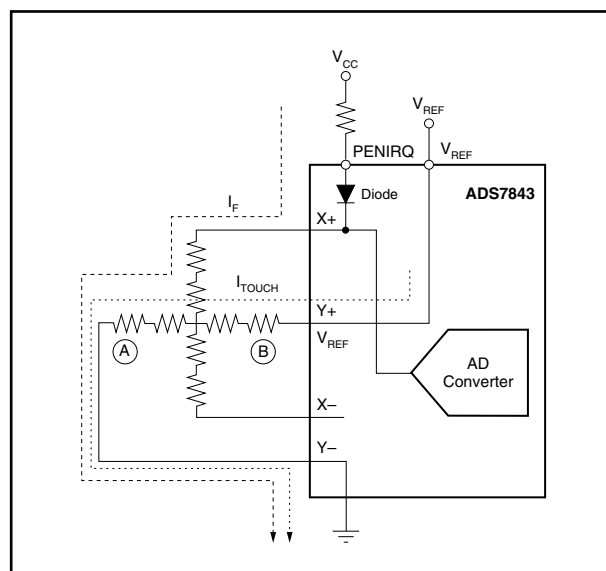 V_CC
V_REF
PENIRQ
V_REF
ADS7843
Diode
I_F
X+
I_TOUCH
Y+
A
B
V_REF
AD
Converter
X–
Y–